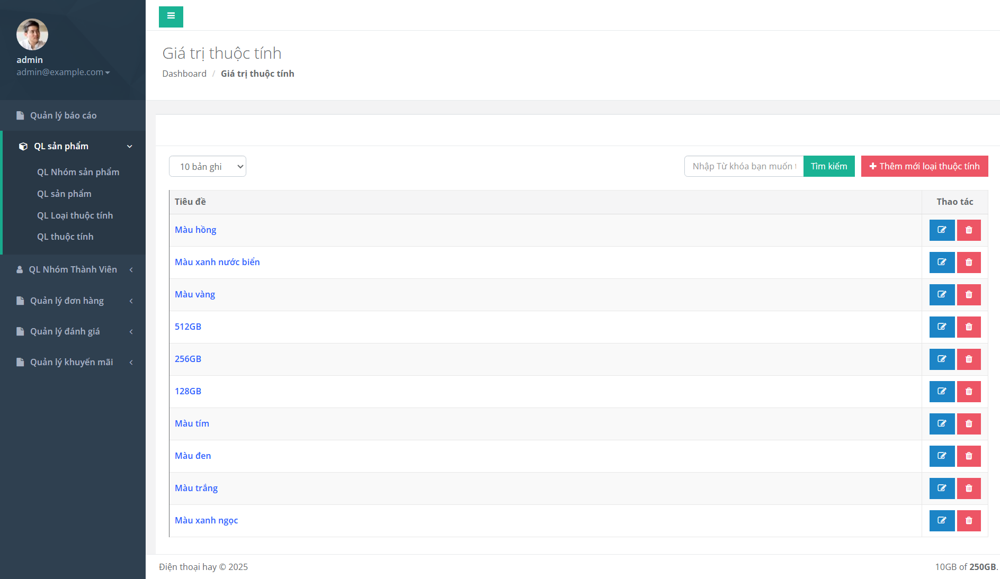 admin
admin@example.com
Quản lý báo cáo
QL sản phẩm
QL Nhóm sản phẩm
QL sản phẩm
QL Loại thuộc tính
QL thuộc tính
QL Nhóm Thành Viên
Quản lý đơn hàng
Quản lý đánh giá
Quản lý khuyến mãi
Giá trị thuộc tính
Dashboard / Giá trị thuộc tính
10 bản ghi
Nhập Từ khóa bạn muốn t
Tìm kiếm
Thêm mới loại thuộc tính
Tiêu đề Thao tác
Màu hồng
Màu xanh nước biển
Màu vàng
512GB
256GB
128GB
Màu tím
Màu đen
Màu trắng
Màu xanh ngọc
Điện thoại hay © 2025
10GB of 250GB.